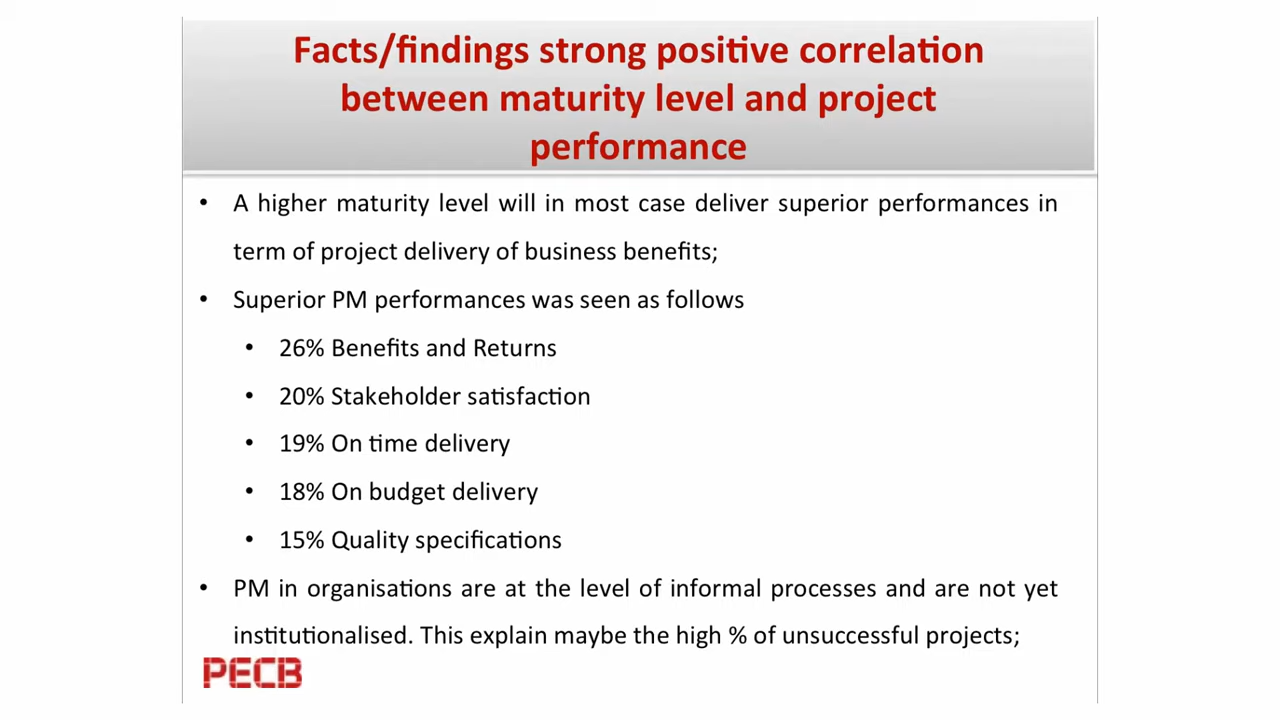 Facts/findings strong positive correlation
between maturity level and project
performance
• A higher maturity level will in most case deliver superior performances in
term of project delivery of business benefits;
• Superior PM performances was seen as follows
• 26% Benefits and Returns
• 20% Stakeholder satisfaction
• 19% On time delivery
• 18% On budget delivery
• 15% Quality specifications
• PM in organisations are at the level of informal processes and are not yet
institutionalised. This explain maybe the high % of unsuccessful projects;
PECB